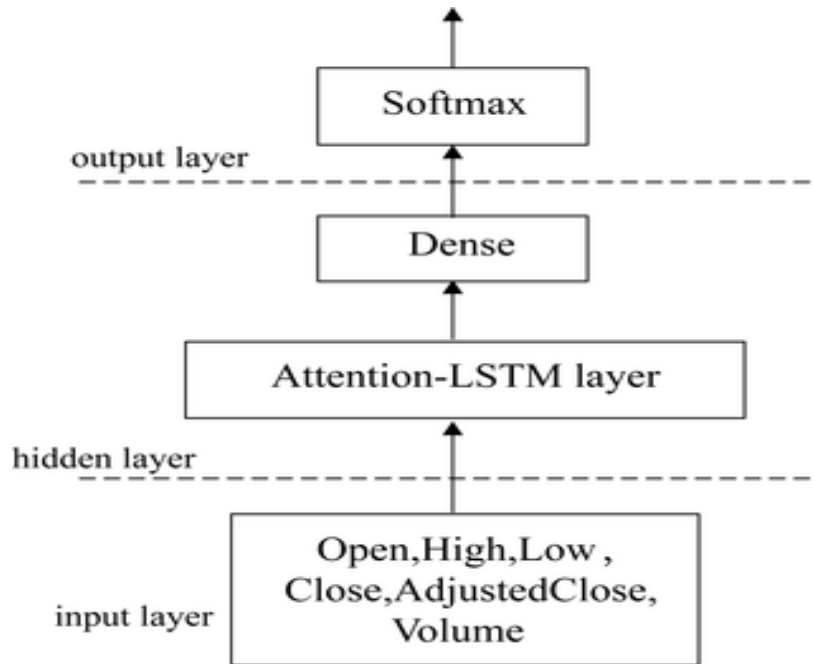 Softmax
output layer
Dense
Attention-LSTM layer
hidden layer
Open,High,Low,
Close,AdjustedClose,
Volume
input layer